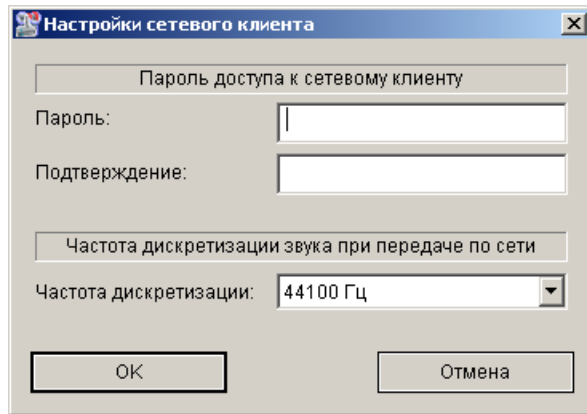 Настройки сетевого клиента
Пароль доступа к сетевому клиенту
Пароль:
Подтверждение:
Частота дискретизации звука при передаче по сети
Частота дискретизации: 44100 Гц
OK Отмена